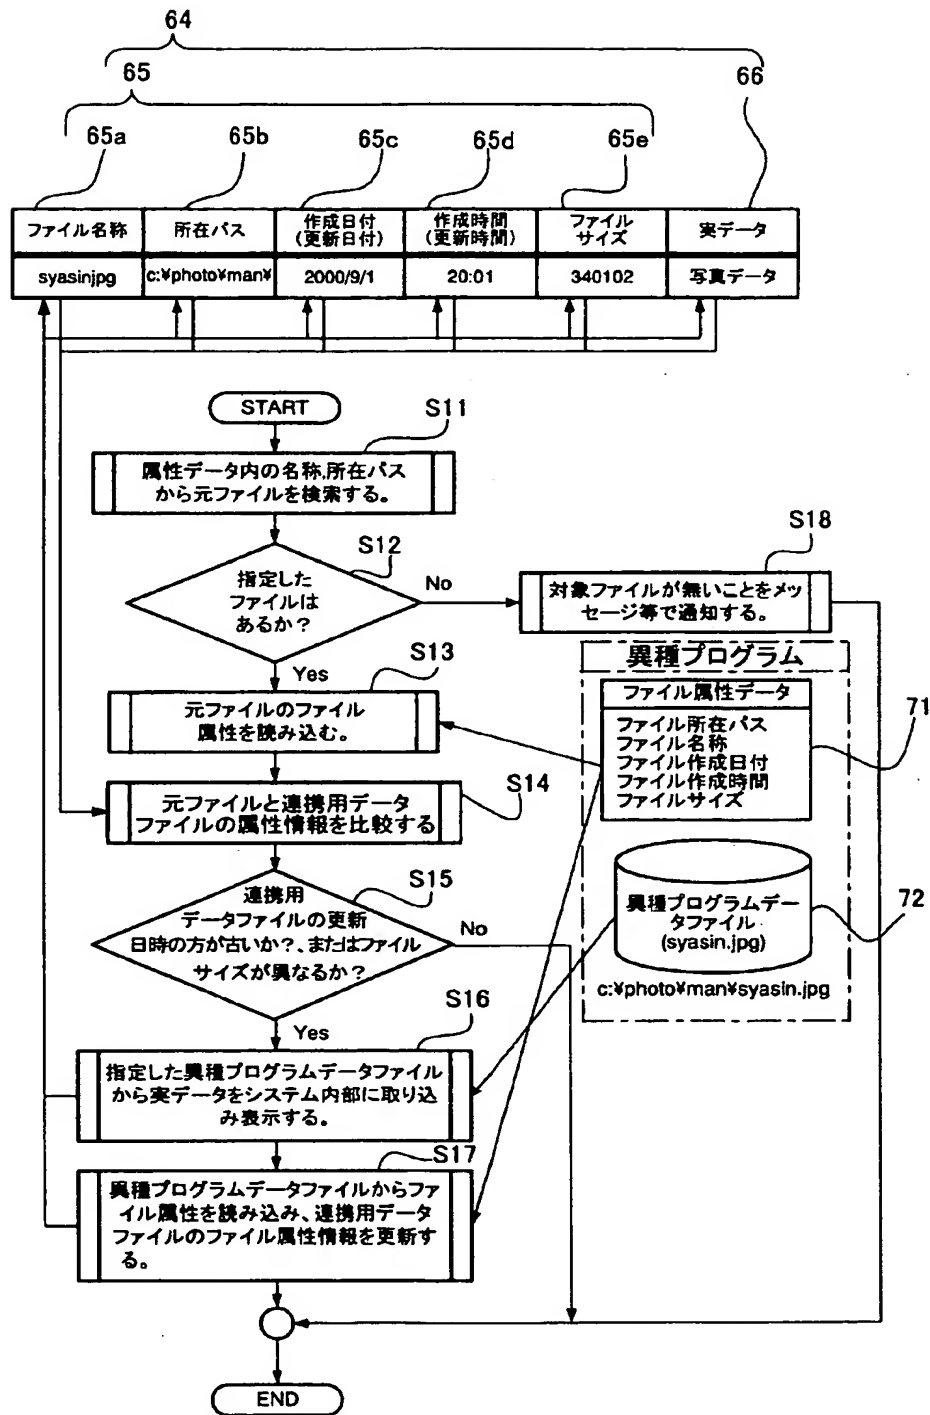 64
65
66
65a
65b
65c
65d
65e
ファイル名称
所在パス
作成日付
(更新日付)
作成時間
(更新時間)
ファイル
サイズ
実データ
syasinjpg
c:¥photo¥man¥
2000/9/1
20:01
340102
写真データ
START
S11
属性データ内の名称,所在パス
から元ファイルを検索する。
S12
指定した
ファイルは
あるか?
No
Yes
S18
対象ファイルが無いことをメッ
セージ等で通知する。
S13
元ファイルのファイル
属性を読み込む。
異種プログラム
ファイル属性データ
ファイル所在パス
ファイル名称
ファイル作成日付
ファイル作成時間
ファイルサイズ
71
S14
元ファイルと連携用データ
ファイルの属性情報を比較する
S15
連携用
データファイルの更新
日時の方が古いか?、またはファイル
サイズが異なるか?
No
Yes
異種プログラムデー
タファイル
(syasin.jpg)
72
c:¥photo¥man¥syasin.jpg
S16
指定した異種プログラムデータファイル
から実データをシステム内部に取り込
み表示する。
S17
異種プログラムデータファイルからファ
イル属性を読み込み、連携用データ
ファイルのファイル属性情報を更新す
る。
END